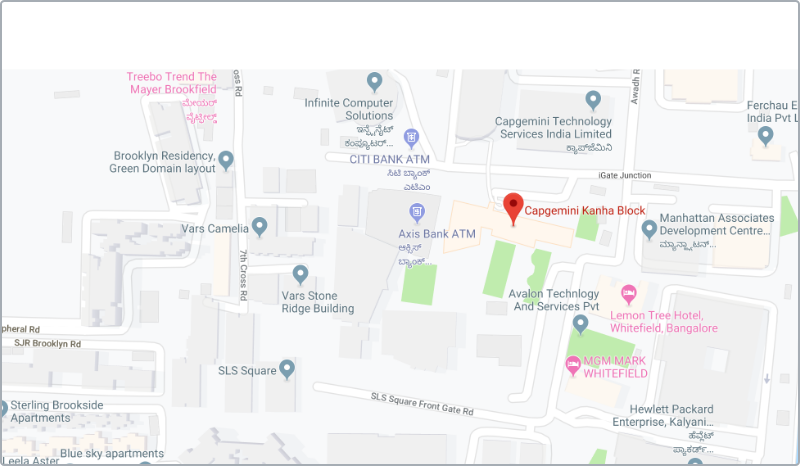 Treebo Trend The
Mayer Brookfield
ಮೇಯರ್
ಬ್ರೂಕ್ಫೀಲ್ಡ್
Cross Rd
Infinite Computer
Solutions
ಇನ್ಫೈನೈಟ್
ಕಂಪ್ಯೂಟರ್...
Awadh R
Ferchau E
India Pvt L
Capgemini Technology
Services India Limited
ಕ್ಯಾಪ್‌ಜೆಮಿನಿ
Brooklyn Residency,
Green Domain layout
CITI BANK ATM
ಸಿಟಿ ಬ್ಯಾಂಕ್
ಎಟಿಎಂ
iGate Junction
Capgemini Kanha Block
Vars Camelia
Axis Bank ATM
ಆಕ್ಸಿಸ್
ಬ್ಯಾಂಕ್...
Manhattan Associates
Development Centre...
ಮ್ಯಾನ್ಹಾಟನ್...
7th Cross Rd
Vars Stone
Ridge Building
Avalon Technlogy
And Services Pvt
Lemon Tree Hotel,
Whitefield, Bangalore
pheral Rd
SJR Brooklyn Rd
SLS Square
MGM MARK
WHITEFIELD
SLS Square Front Gate Rd
Sterling Brookside
Apartments
Hewlett Packard
Enterprise, Kalyani...
ಹೆವ್ಲೆಟ್
ಪ್ಯಾಕರ್ಡ್...
Blue sky apartments
Leela Aster